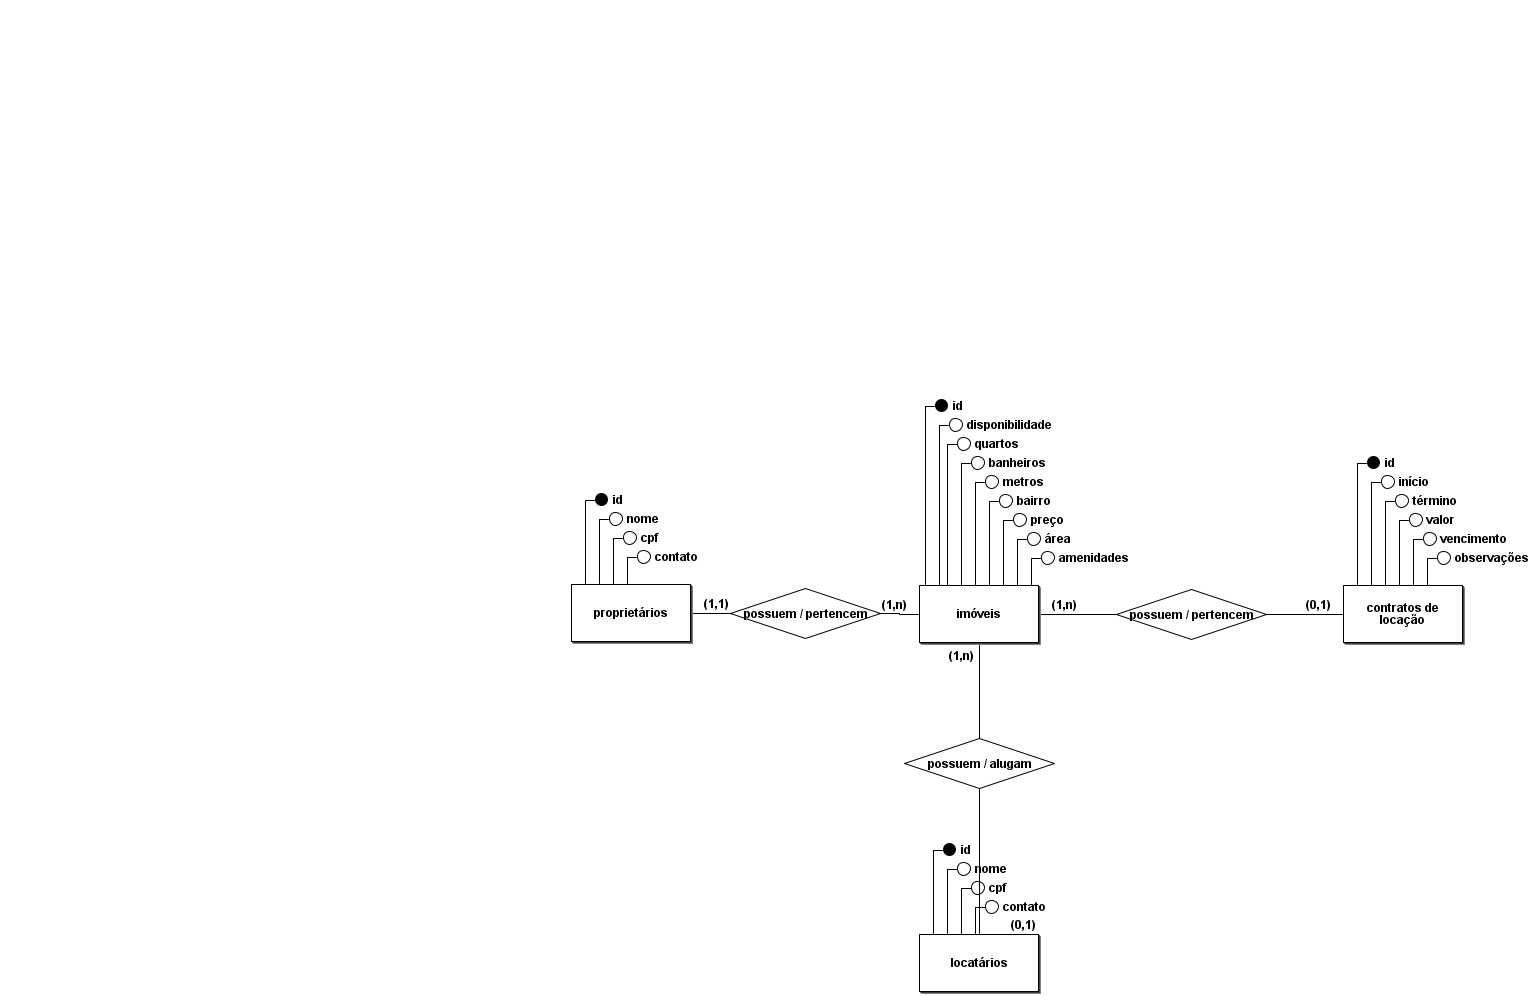 id
disponibilidade
quartos
banheiros
metros
bairro
preço
área
amenidades
id
início
término
valor
vencimento
observações
id
nome
cpf
contato
proprietários
(1,1)
possuem / pertencem
(1,n)
imóveis
(1,n)
possuem / pertencem
(0,1)
contratos de
locação
(1,n)
possuem / alugam
id
nome
cpf
contato
(0,1)
locatários